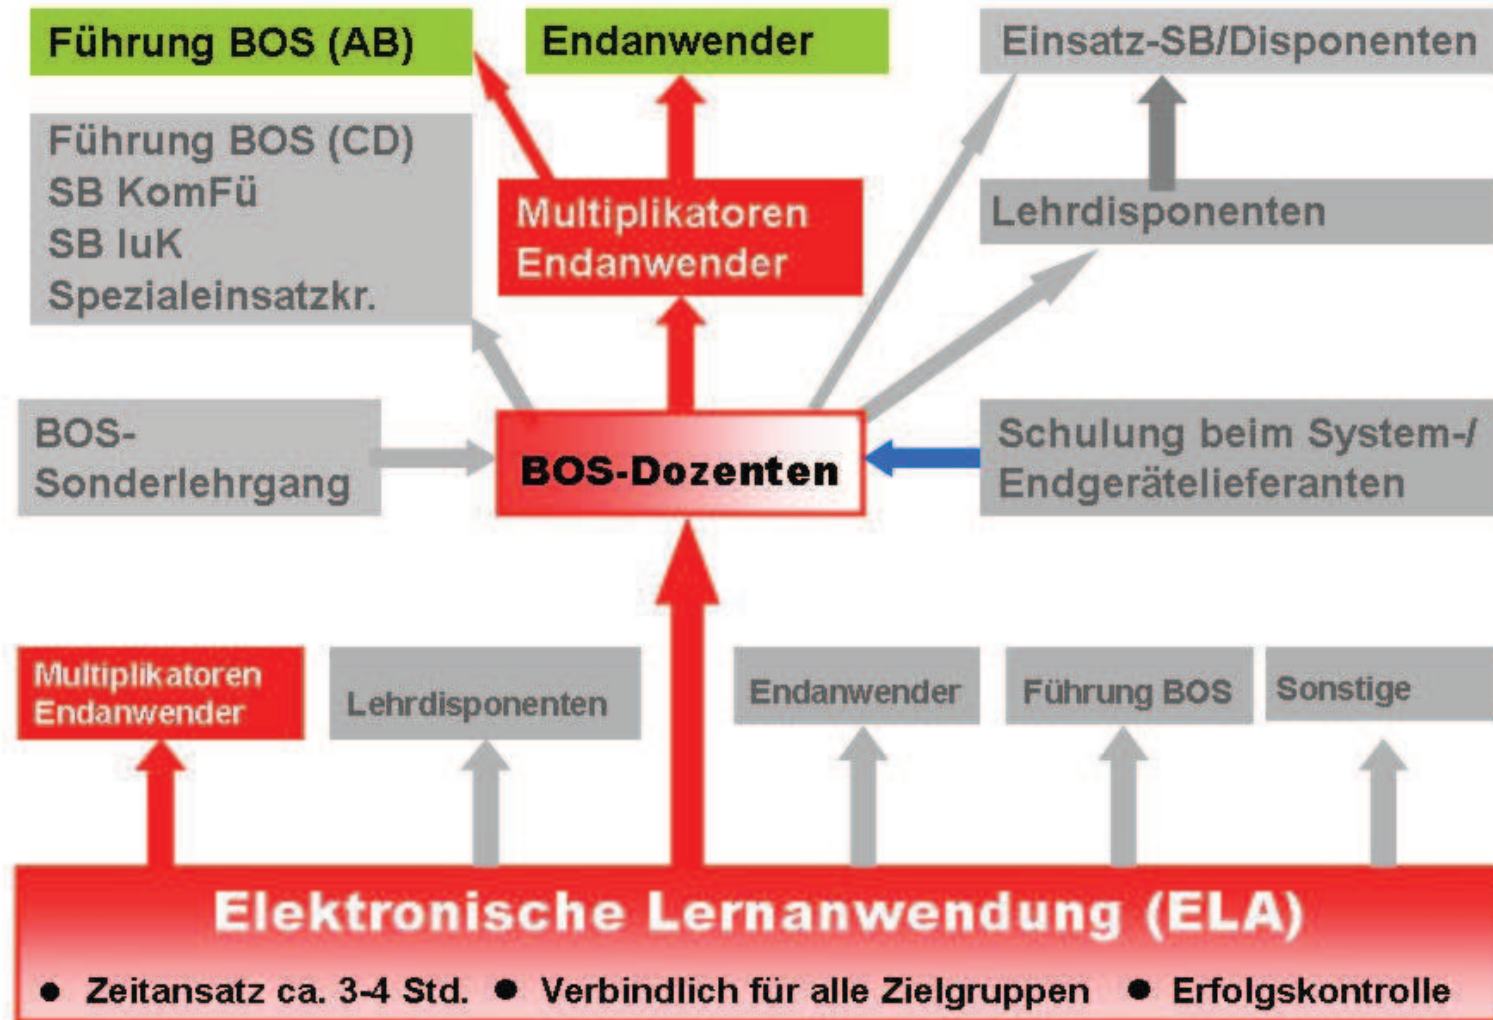 Führung BOS (AB)
Endanwender
Einsatz-SB/Disponenten
Führung BOS (CD)
SB KomFü
SB IuK
Spezialeinsatzkr.
Multiplikatoren
Endanwender
Lehrdisponenten
BOS-
Sonderlehrgang
BOS-Dozenten
Schulung beim System-/
Endgerätelieferanten
Multiplikatoren
Endanwender
Lehrdisponenten
Endanwender
Führung BOS
Sonstige
Elektronische Lernanwendung (ELA)
● Zeitansatz ca. 3-4 Std. ● Verbindlich für alle Zielgruppen ● Erfolgskontrolle